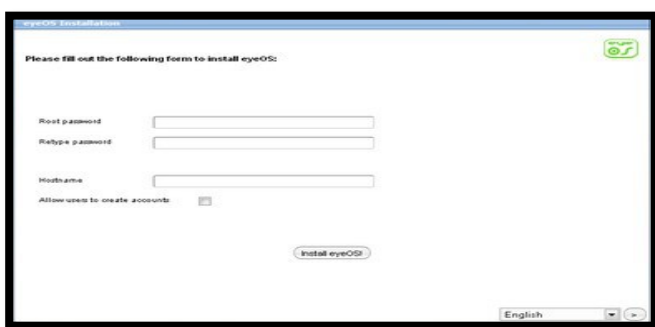 eyeOS Installation
Please fill out the following form to install eyeOS:
Root password
Retype password
Hostname
Allow users to create accounts
Install eyeOS!
English
>